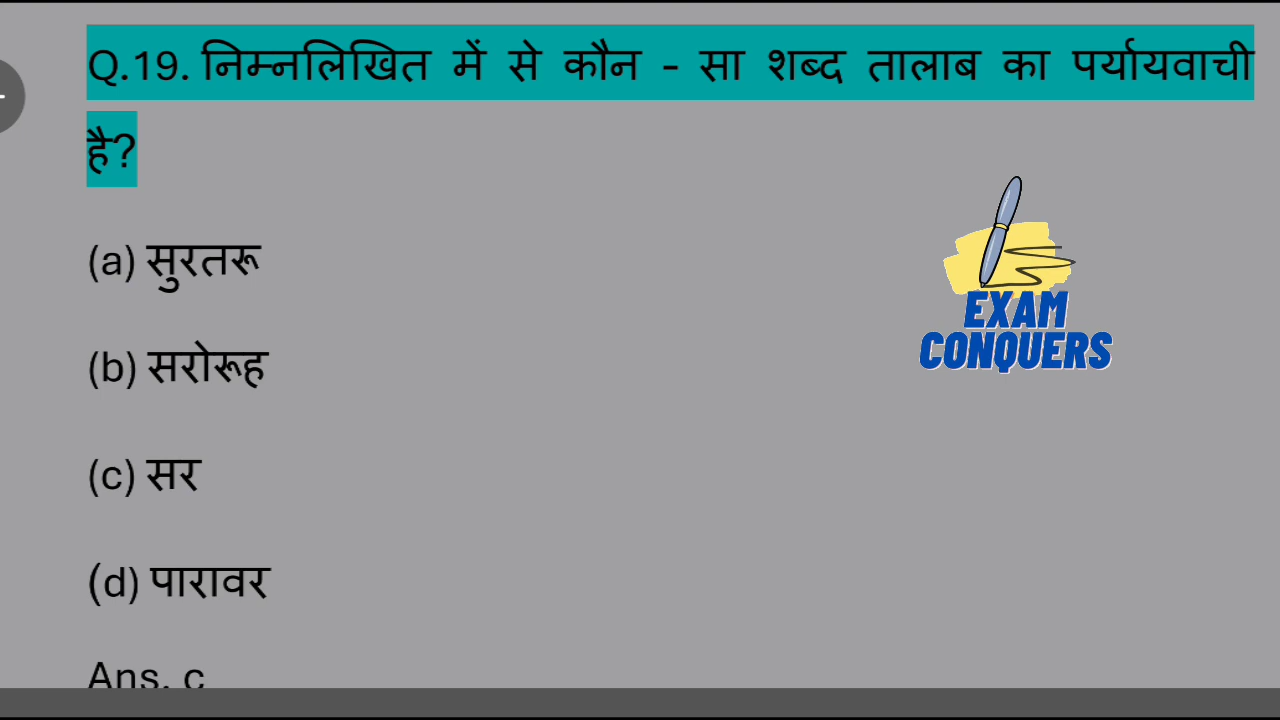 Q.19. निम्नलिखित में से कौन - सा शब्द तालाब का पर्यायवाची
है?
(a) सुरतरू
(b) सरोरूह
(c) सर
(d) पारावर
Ans. c
EXAM
CONQUERS